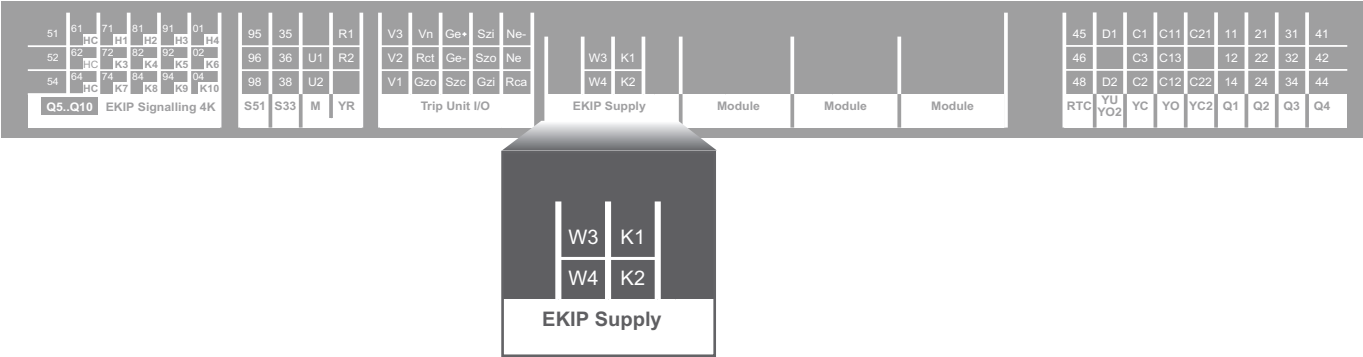 51 61 HC 71 H1 81 H2 91 H3 01 H4 95 35 R1 V3 Vn Ge+ Szi Ne- 45 D1 C1 C11 C21 11 21 31 41
52 62 HC 72 K3 82 K4 92 K5 02 K6 96 36 U1 R2 V2 Rct Ge- Szo Ne W3 K1 46 C3 C13 12 22 32 42
54 64 HC 74 K7 84 K8 94 K9 04 K10 98 38 U2 V1 Gzo Szc Gzi Rca W4 K2 48 D2 C2 C12 C22 14 24 34 44
Q5..Q10 EKIP Signalling 4K S51 S33 M YR Trip Unit I/O EKIP Supply Module Module Module RTC YU YO2 YC YO YC2 Q1 Q2 Q3 Q4
W3 K1
W4 K2
EKIP Supply